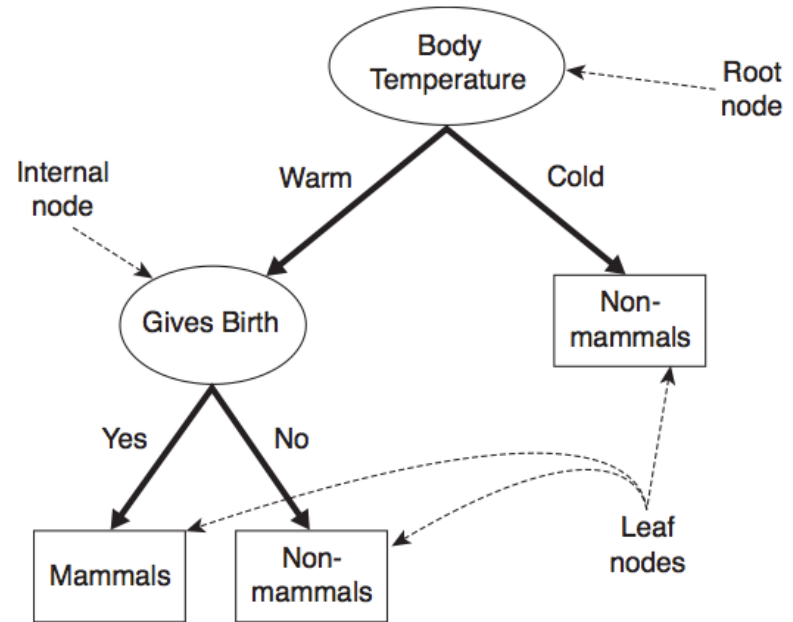 Body
Temperature
Root
node
Internal
node
Warm
Cold
Gives Birth
Non-
mammals
Yes
No
Mammals
Non-
mammals
Leaf
nodes